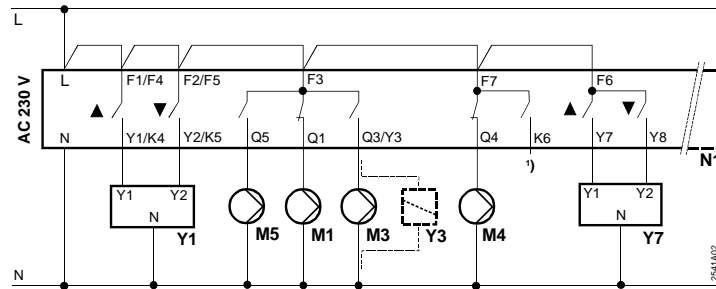 L
L F1/F4 F2/F5 F3 F7 F6
AC 230 V
▲ ▼ ▲ ▼
N Y1/K4 Y2/K5 Q5 Q1 Q3/Y3 Q4 K6 Y7 Y8
N1
1)
Y1 Y2 Y1 Y2
N N
Y1 M5 M1 M3 Y3 M4 Y7
N
2541A02